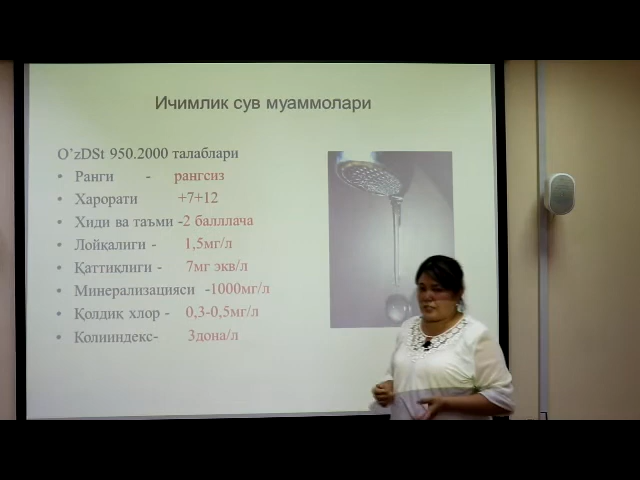 Ичимлик сув муаммолари
O’zDSt 950.2000 талаблари
• Ранги - рангсиз
• Харорати +7+12
• Хиди ва таъми -2 балллача
• Лойқалиги - 1,5мг/л
• Қаттиқлиги - 7мг экв/л
• Минерализацияси -1000мг/л
• Қолдиқ хлор - 0,3-0,5мг/л
• Колииндекс- 3дона/л